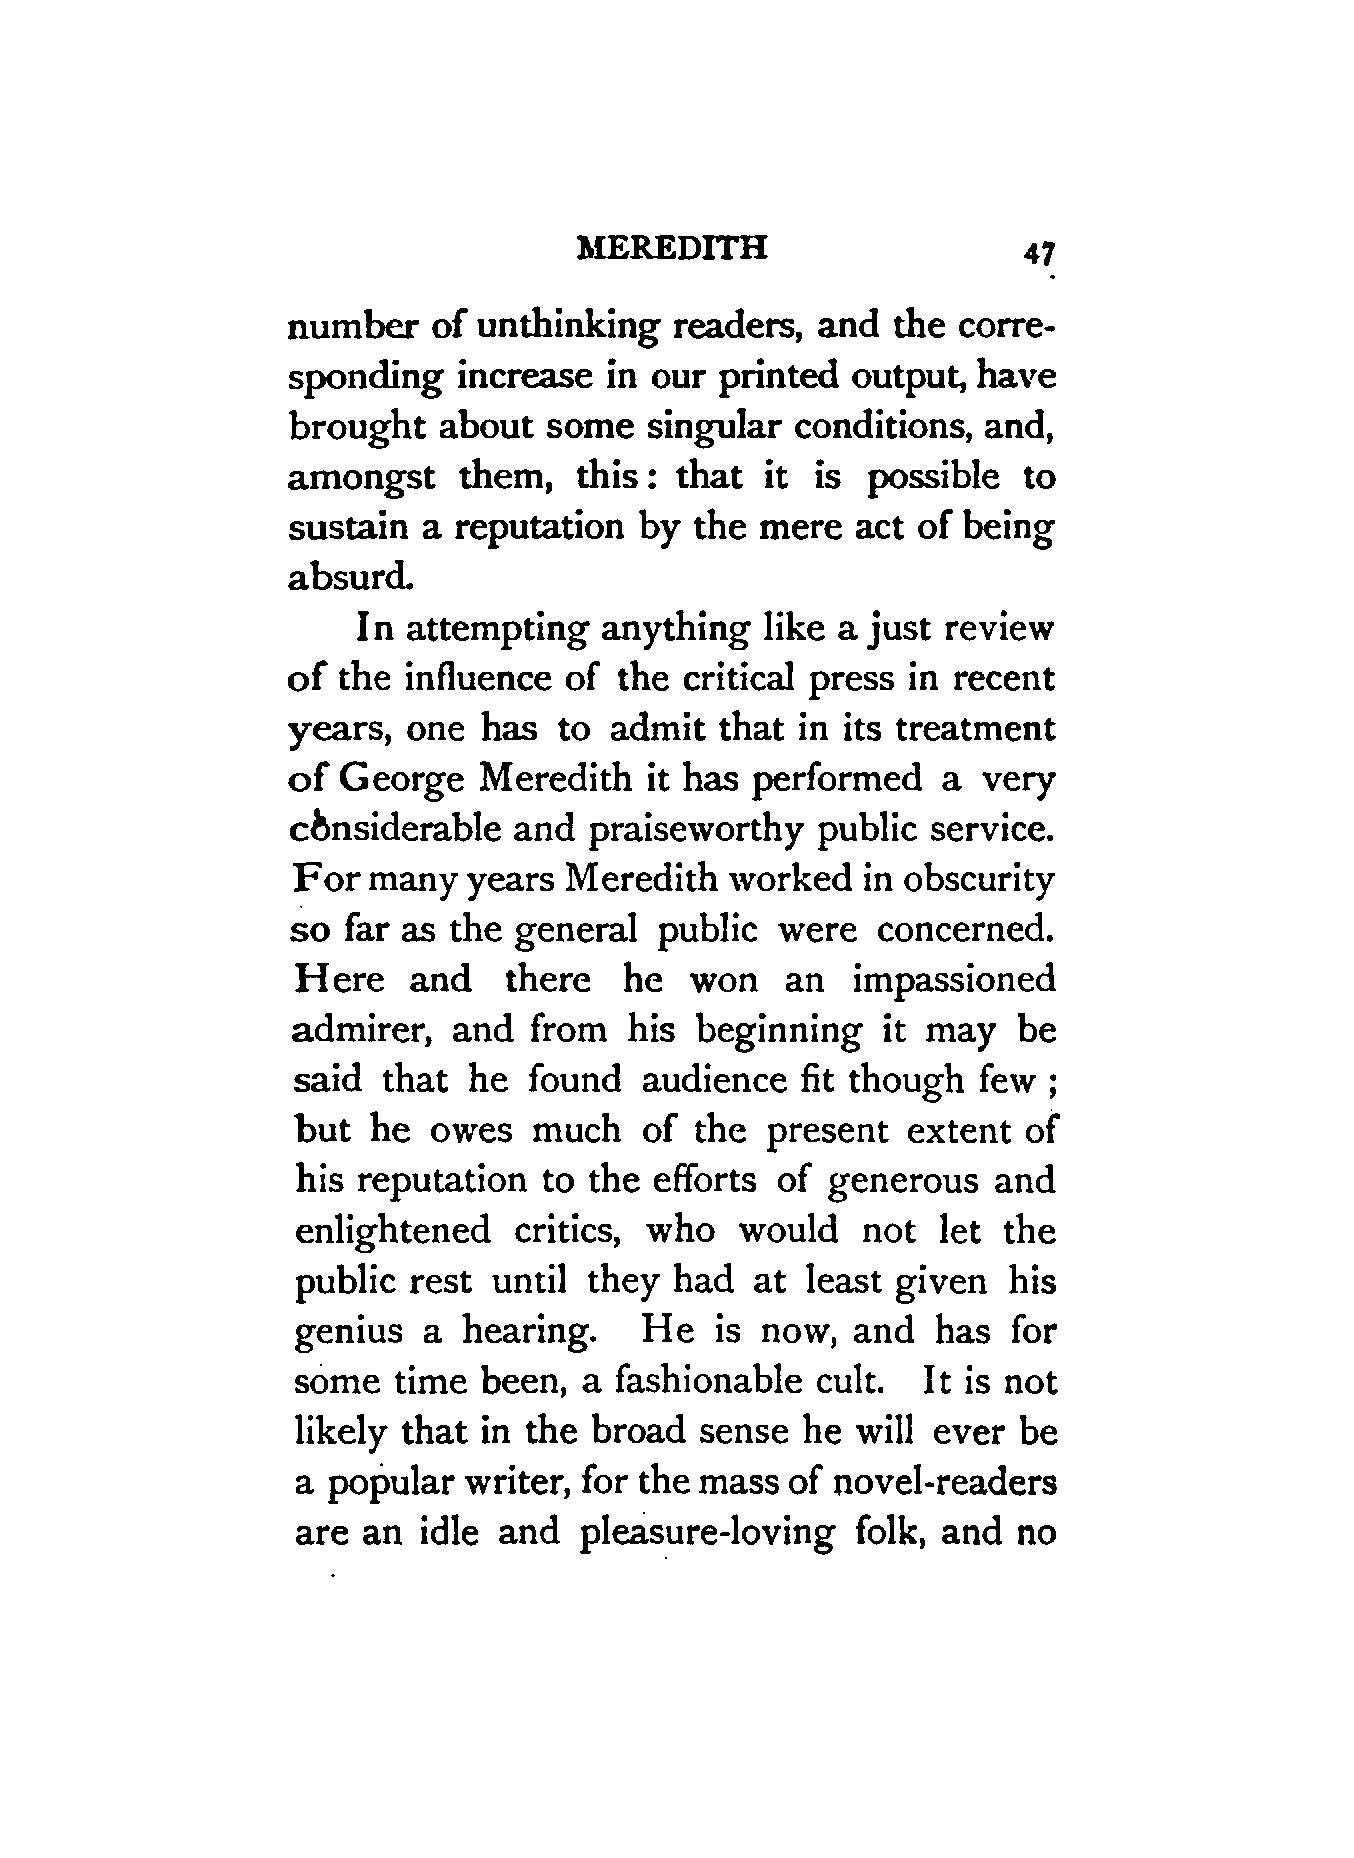 MEREDITH 47
number of unthinking readers, and the corre-
sponding increase in our printed output, have
brought about some singular conditions, and,
amongst them, this: that it is possible to
sustain a reputation by the mere act of being
absurd.
In attempting anything like a just review
of the influence of the critical press in recent
years, one has to admit that in its treatment
of George Meredith it has performed a very
considerable and praiseworthy public service.
For many years Meredith worked in obscurity
so far as the general public were concerned.
Here and there he won an impassioned
admirer, and from his beginning it may be
said that he found audience fit though few ;
but he owes much of the present extent of
his reputation to the efforts of generous and
enlightened critics, who would not let the
public rest until they had at least given his
genius a hearing. He is now, and has for
some time been, a fashionable cult. It is not
likely that in the broad sense he will ever be
a popular writer, for the mass of novel-readers
are an idle and pleasure-loving folk, and no